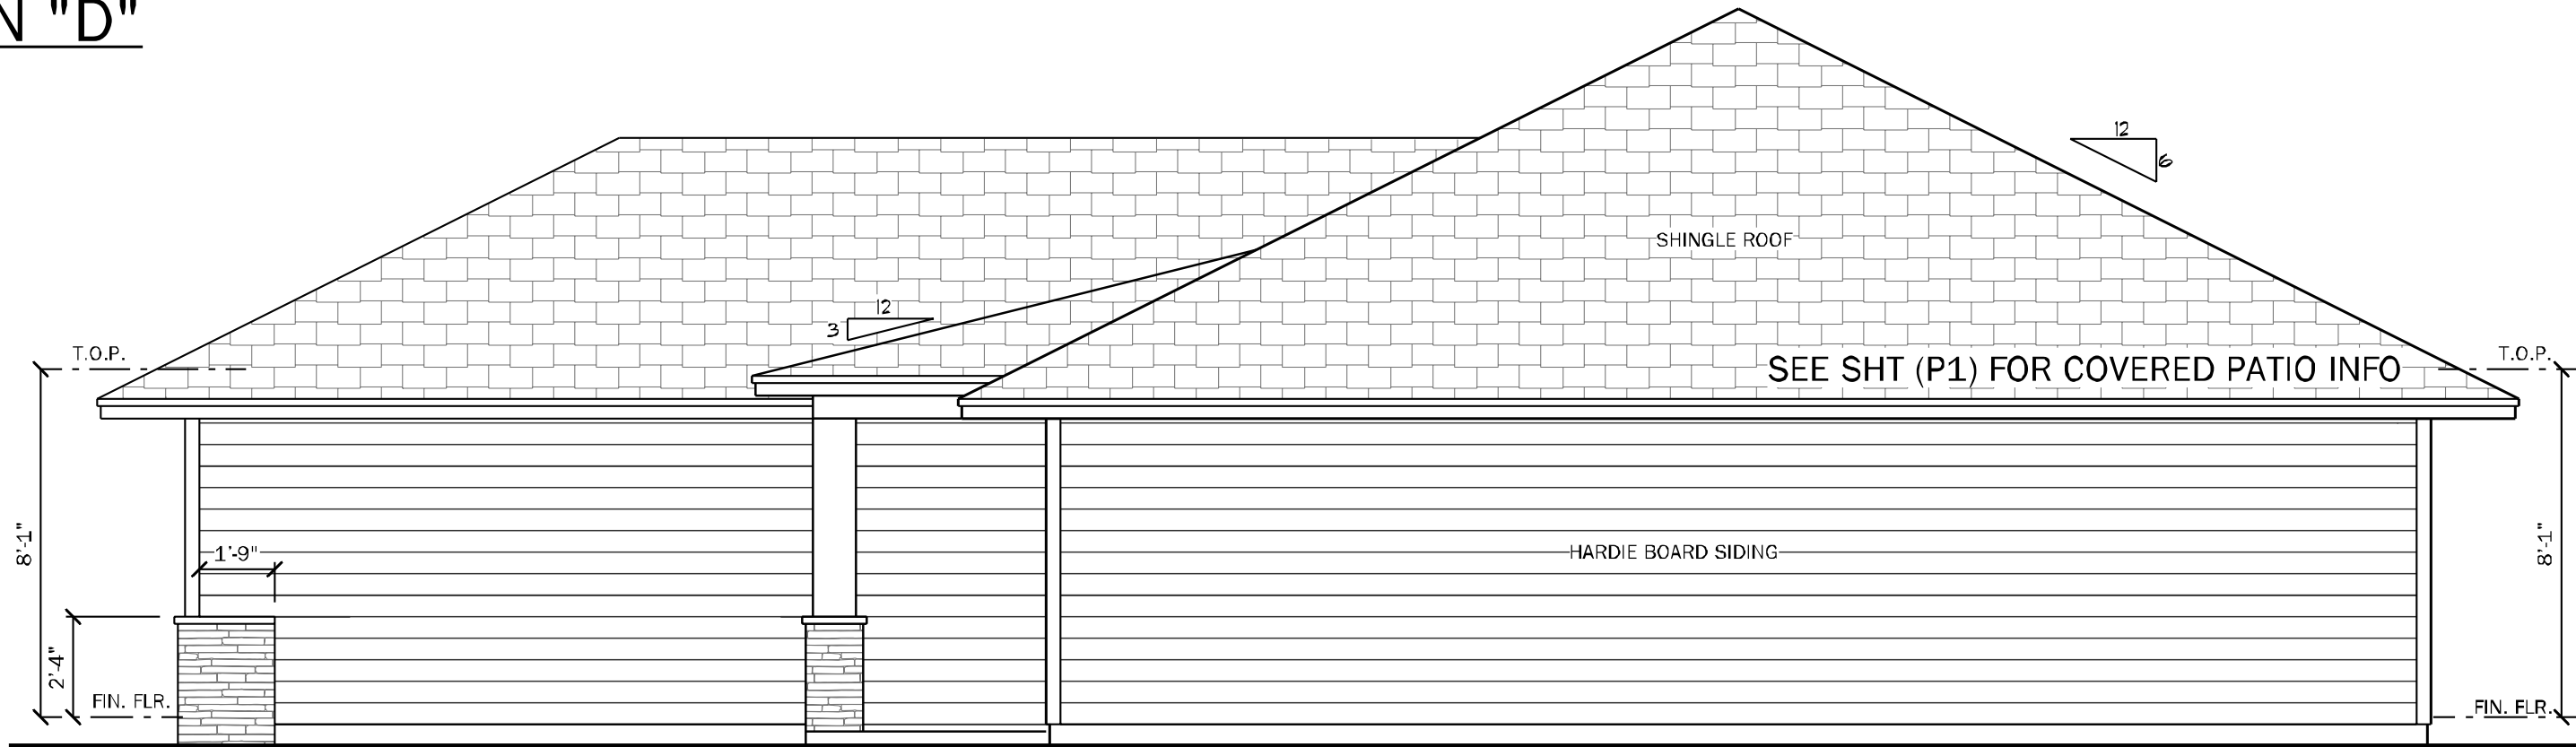 N "D"
12
6
SHINGLE ROOF
12
3
T.O.P.
SEE SHT (P1) FOR COVERED PATIO INFO
T.O.P.
8'-1"
1'-9"
HARDIE BOARD SIDING
8'-1"
2'-4"
FIN. FLR.
FIN. FLR.